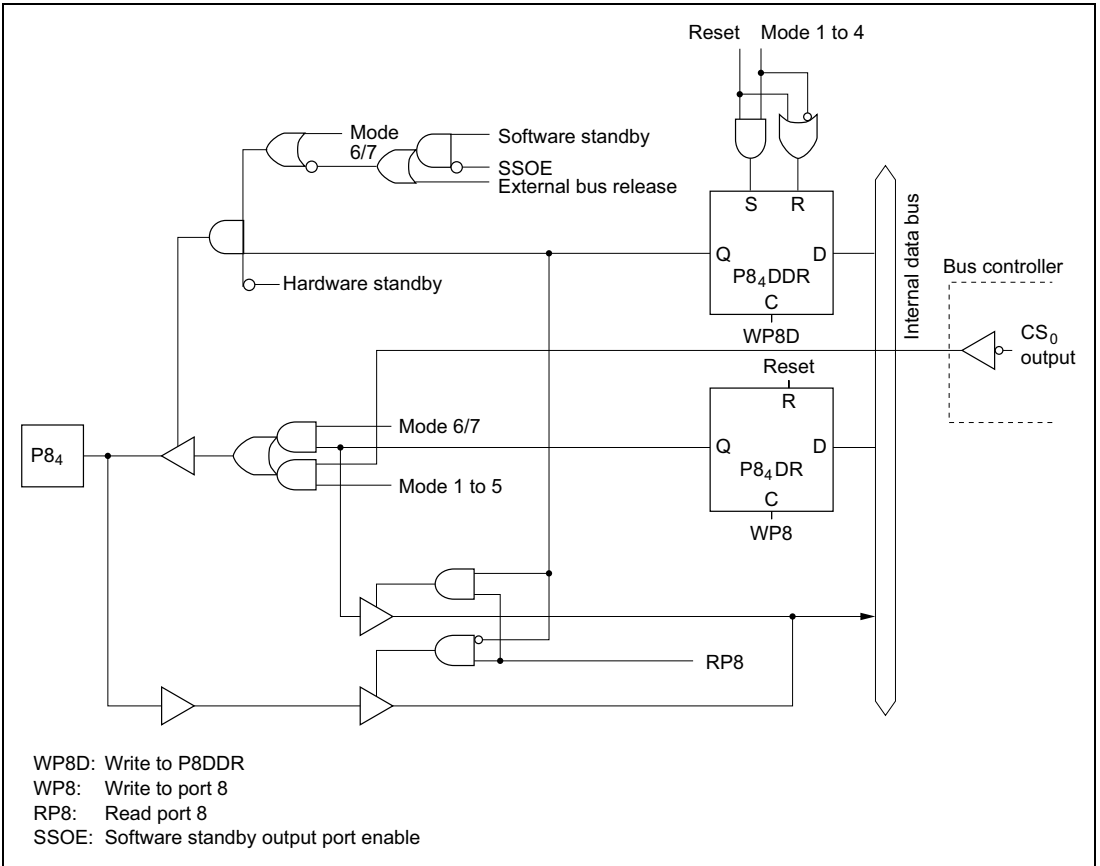 Reset Mode 1 to 4
Mode
6/7
Software standby
SSOE
External bus release
S R
Q D
P8₄DDR
C
WP8D
Hardware standby
Internal data bus
Bus controller
CS₀
output
Reset
R
Q D
P8₄DR
C
WP8
Mode 6/7
P8₄
Mode 1 to 5
RP8
WP8D: Write to P8DDR
WP8: Write to port 8
RP8: Read port 8
SSOE: Software standby output port enable